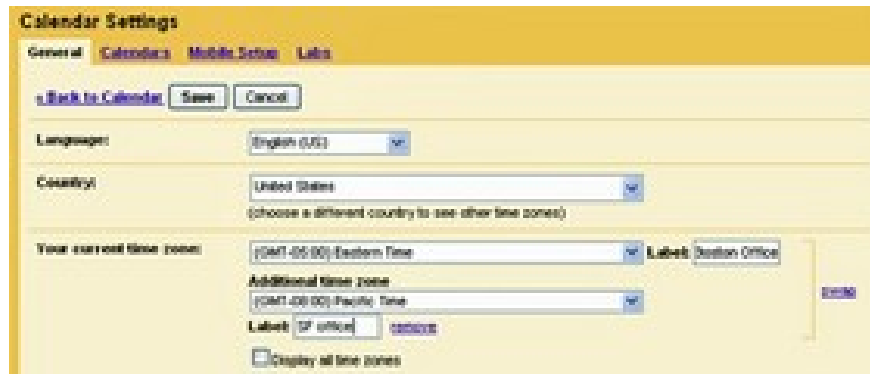 Calendar Settings
General Calendars Mobile Setup Labs
« Back to Calendar Save Cancel
Language: English (US)
Country: United States
(choose a different country to see other time zones)
Your current time zone: (GMT-05:00) Eastern Time Label: Boston Office
Additional time zone
(GMT-08:00) Pacific Time
swap
Label: SF office remove
Display all time zones